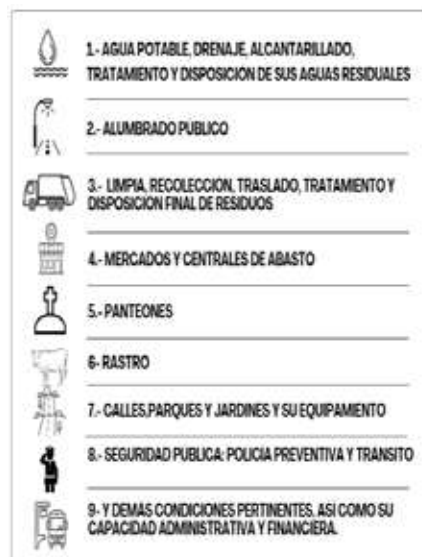 1.- AGUA POTABLE, DRENAJE, ALCANTARILLADO,
TRATAMIENTO Y DISPOSICION DE SUS AGUAS RESIDUALES
2.- ALUMBRADO PUBLICO
3.- LIMPIA, RECOLECCION, TRASLADO, TRATAMIENTO Y
DISPOSICION FINAL DE RESIDUOS
4.- MERCADOS Y CENTRALES DE ABASTO
5.- PANTEONES
6- RASTRO
7.- CALLES,PARQUES Y JARDINES Y SU EQUIPAMIENTO
8.- SEGURIDAD PUBLICA: POLICIA PREVENTIVA Y TRANSITO
9- Y DEMAS CONDICIONES PERTINENTES, ASI COMO SU
CAPACIDAD ADMINISTRATIVA Y FINANCIERA.